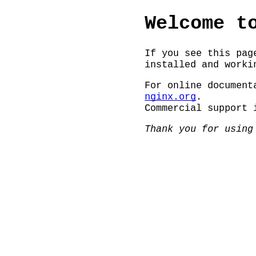 Welcome to
If you see this page
installed and workin
For online documenta
nginx.org.
Commercial support i
Thank you for using